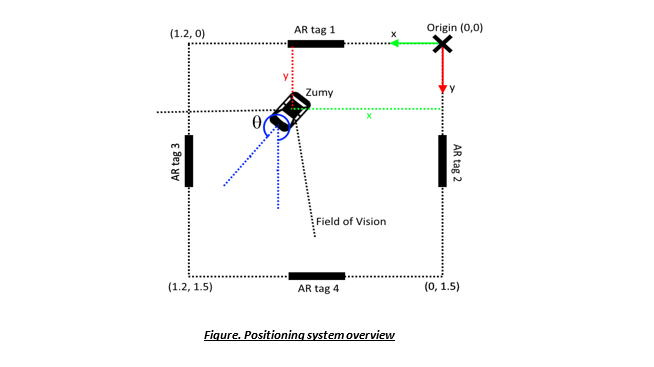 Origin (0,0)
(1.2, 0)
AR tag 1
x
y
y
Zumy
x
θ
AR tag 3
AR tag 2
Field of Vision
(1.2, 1.5)
AR tag 4
(0, 1.5)
Figure. Positioning system overview